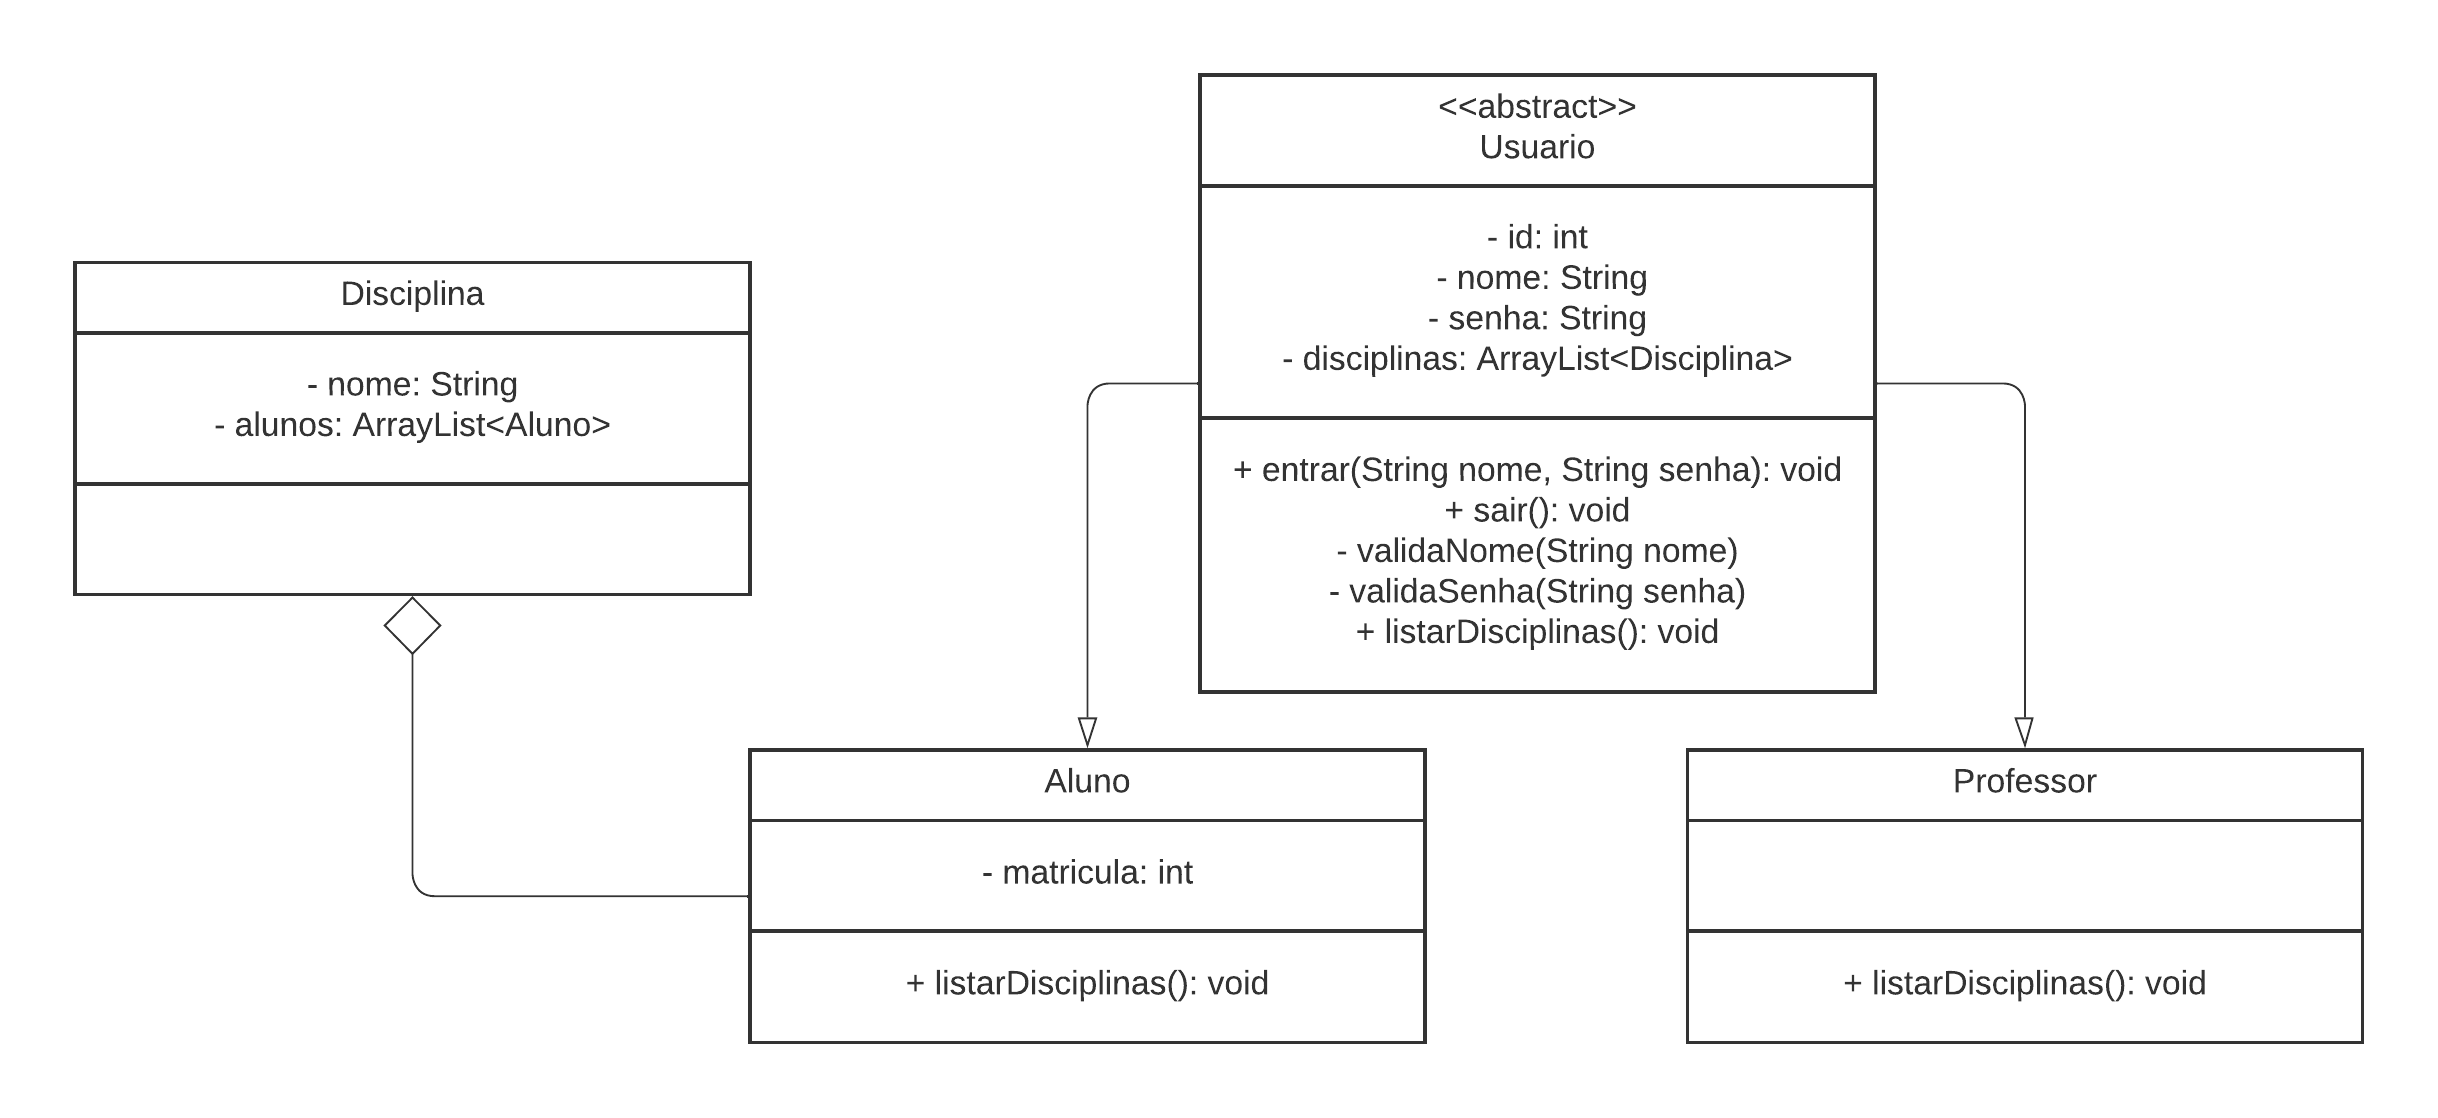 <<abstract>>
Usuario
- id: int
- nome: String
- senha: String
- disciplinas: ArrayList<Disciplina>
+ entrar(String nome, String senha): void
+ sair(): void
- validaNome(String nome)
- validaSenha(String senha)
+ listarDisciplinas(): void
Disciplina
- nome: String
- alunos: ArrayList<Aluno>
Aluno
- matricula: int
+ listarDisciplinas(): void
Professor
+ listarDisciplinas(): void